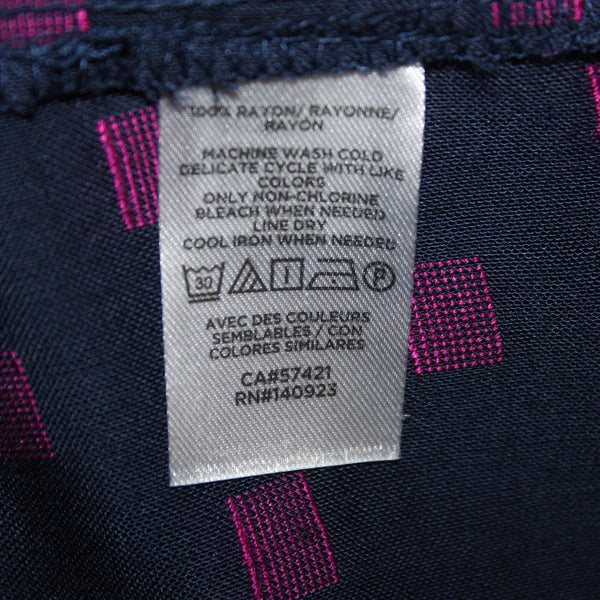 100% RAYON/ RAYONNE/
RAYON
MACHINE WASH COLD
DELICATE CYCLE WITH LIKE
COLORS
ONLY NON-CHLORINE
BLEACH WHEN NEEDED
LINE DRY
COOL IRON WHEN NEEDED
30 P
AVEC DES COULEURS
SEMBLABLES / CON
COLORES SIMILARES
CA#57421
RN#140923